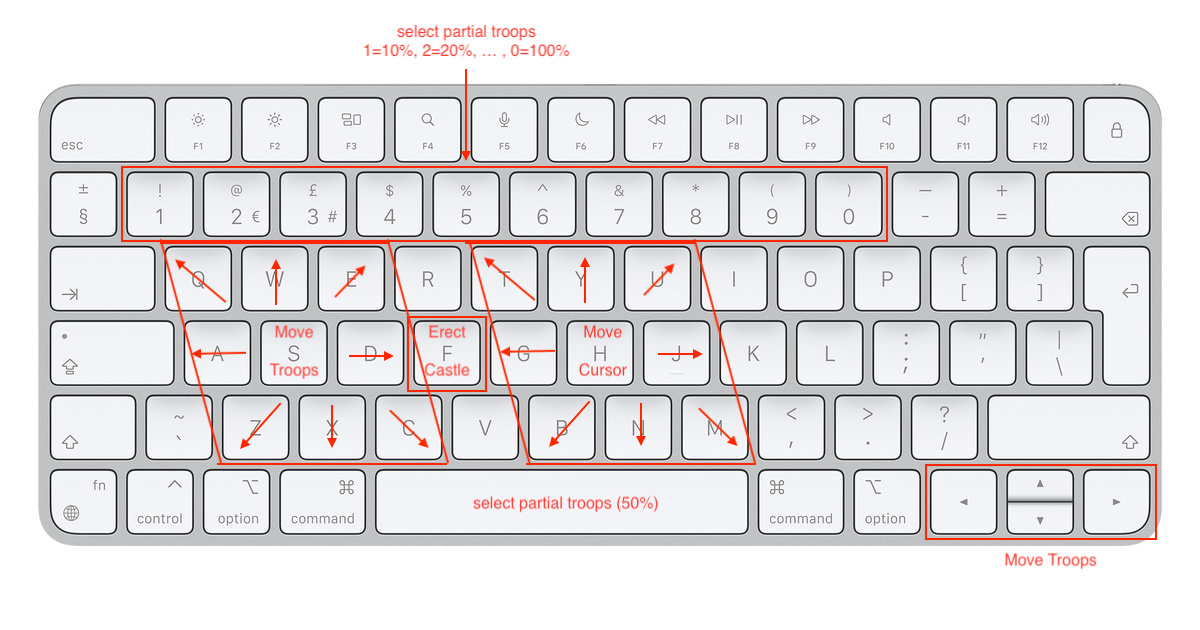 select partial troops
1=10%, 2=20%, ... , 0=100%
esc F1 F2 F3 F4 F5 F6 F7 F8 F9 F10 F11 F12
± ! @ £ $ % ^ & * ( ) — +
§ 1 2 € 3 # 4 5 6 7 8 9 0 - =
Q W E R T Y U I O P { [ } ]
Move Troops
Erect Castle
Move Cursor
A S D F G H J K L : ; " ' | \
~ ` Z X C V B N M < , > . ? /
fn control option command select partial troops (50%) command option
Move Troops